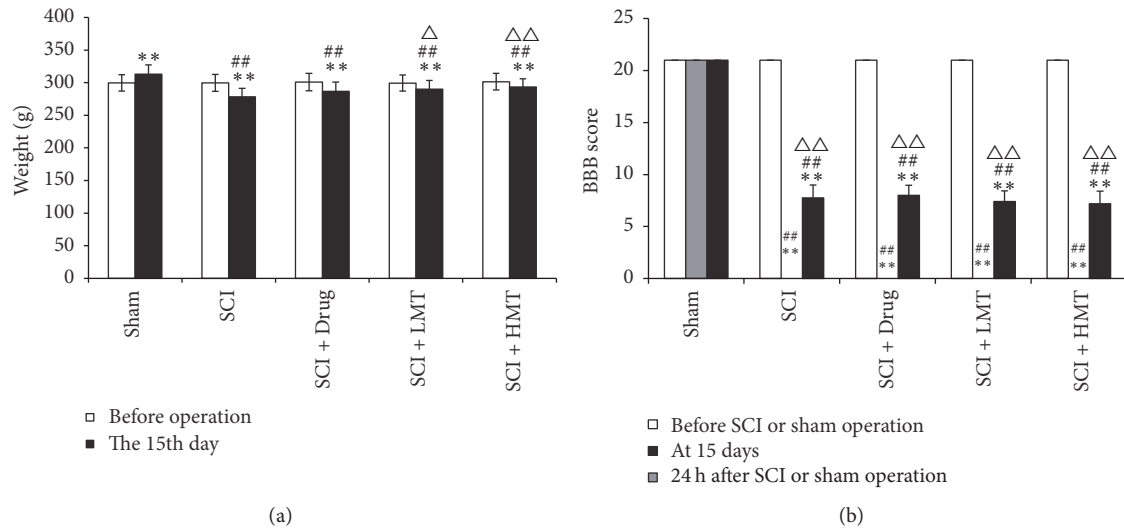 400
350
300
250
200
150
100
50
0
Weight (g)
**
##
**
##
**
△
##
**
△△
##
**
Sham
SCI
SCI + Drug
SCI + LMT
SCI + HMT
Before operation
The 15th day
(a)
25
20
15
10
5
0
BBB score
##
**
△△
##
**
##
**
△△
##
**
##
**
△△
##
**
##
**
△△
##
**
Sham
SCI
SCI + Drug
SCI + LMT
SCI + HMT
Before SCI or sham operation
At 15 days
24 h after SCI or sham operation
(b)